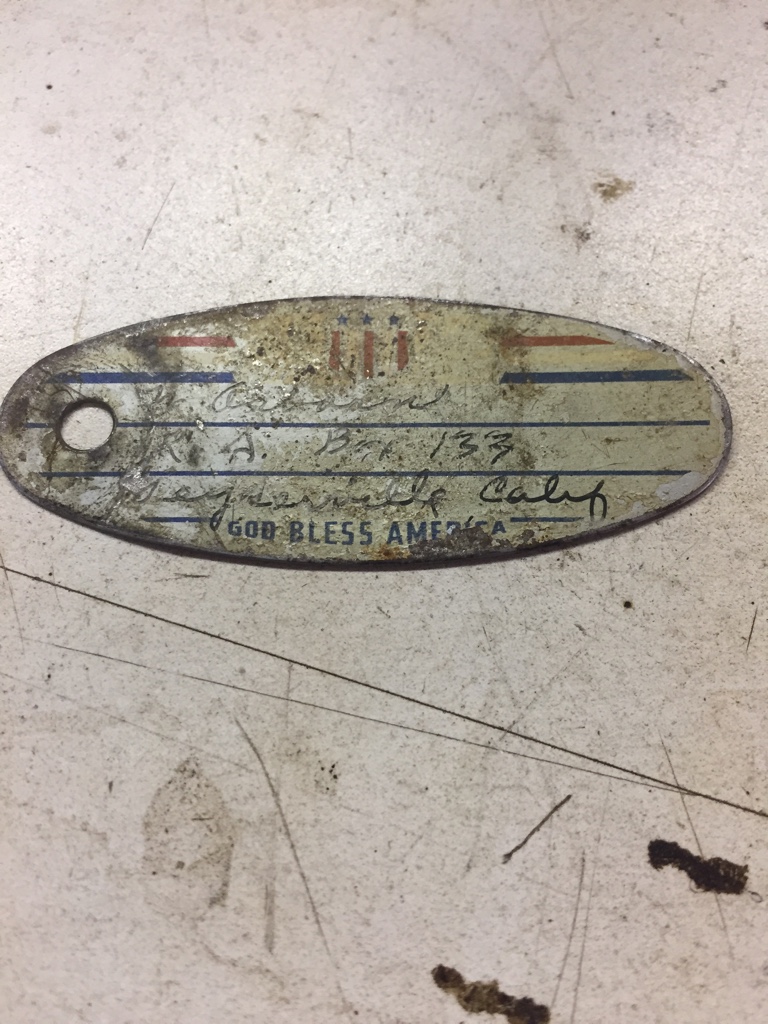 R. A. Box 133
Geyserville Calif
GOD BLESS AMERICA